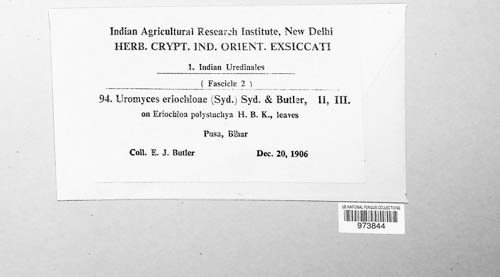 Indian Agricultural Research Institute, New Delhi
HERB. CRYPT. IND. ORIENT. EXSICCATI
1. Indian Uredinales
( Fascicle 2 )
94. Uromyces eriochloae (Syd.) Syd. & Butler, II, III.
on Eriochloa polystachya H. B. K., leaves
Pusa, Bihar
Coll. E. J. Butler Dec. 20, 1906
US NATIONAL FUNGUS COLLECTIONS
973844